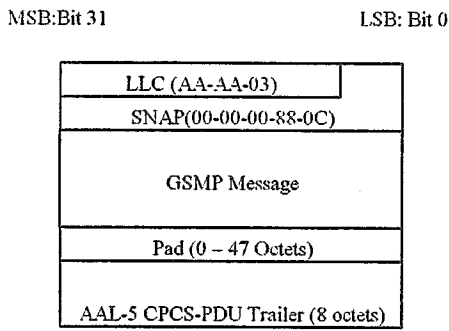 MSB:Bit 31
LSB: Bit 0
LLC (AA-AA-03)
SNAP(00-00-00-88-0C)
GSMP Message
Pad (0 – 47 Octets)
AAL-5 CPCS-PDU Trailer (8 octets)